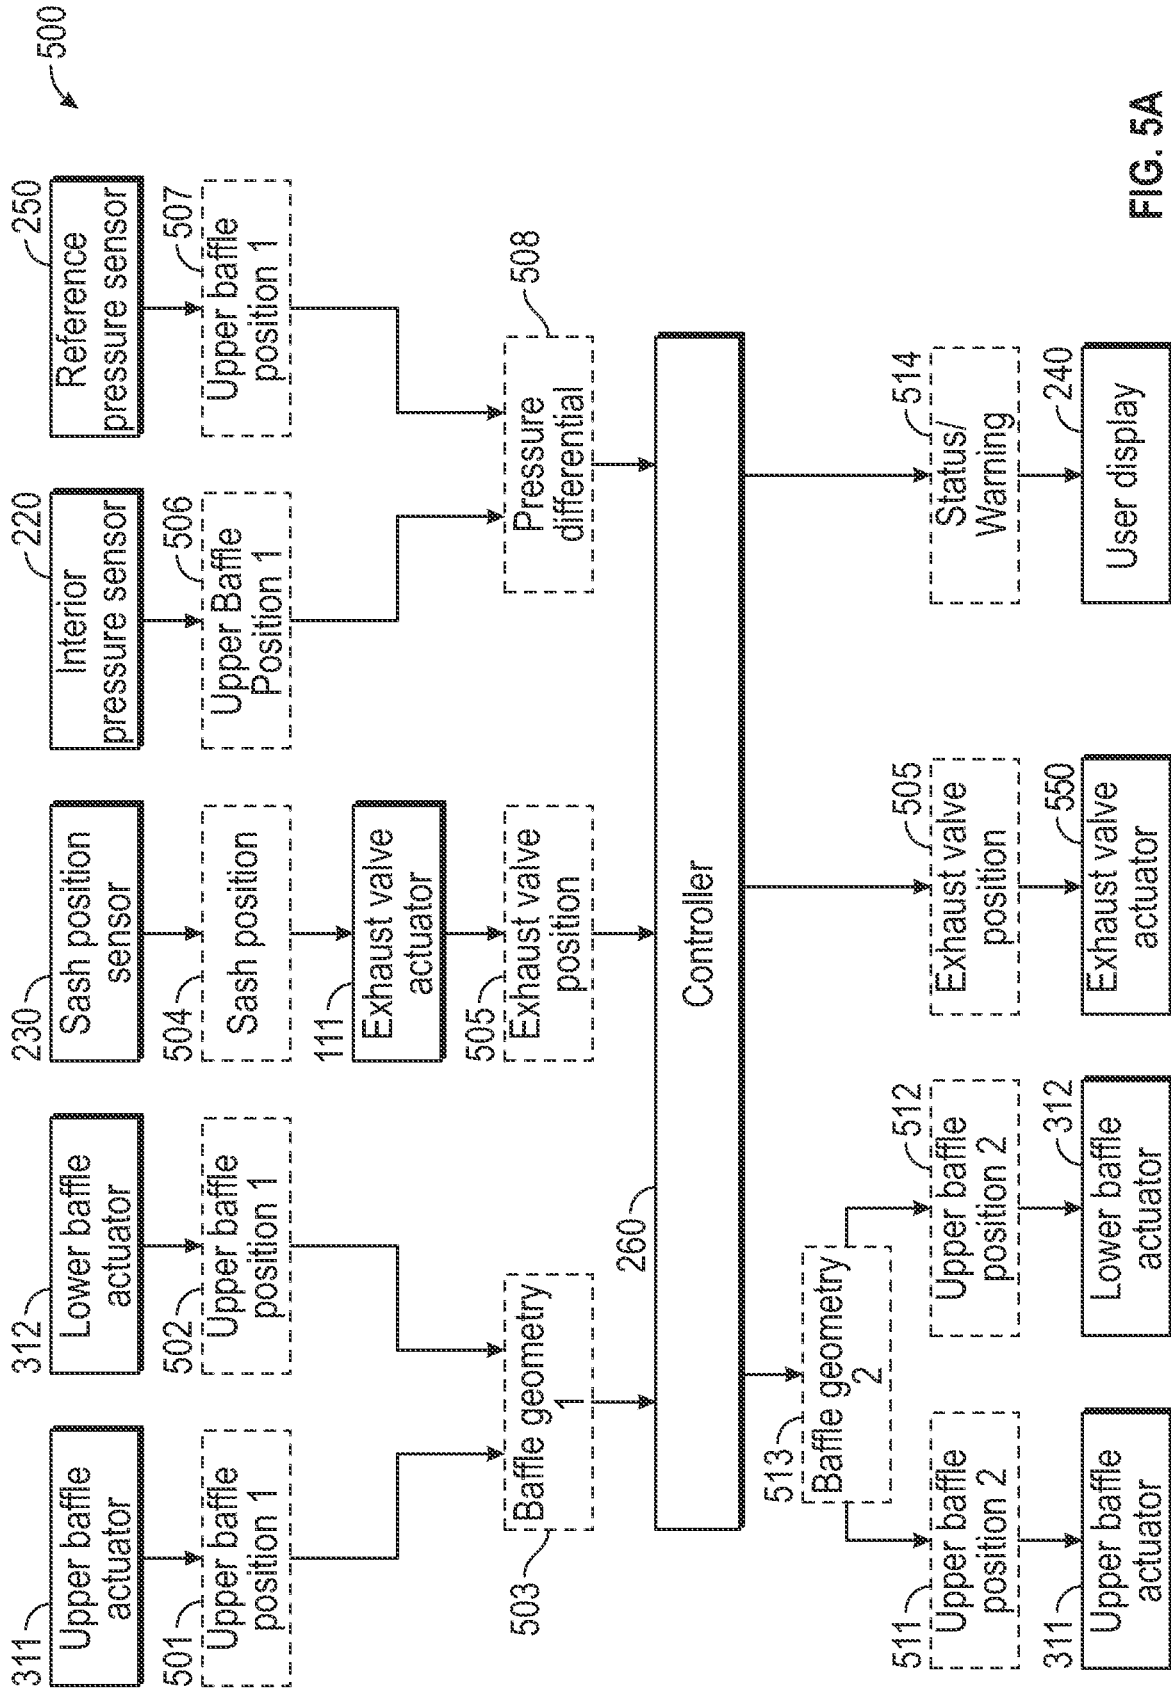 500
311
Upper baffle
actuator
312
Lower baffle
actuator
230
Sash position
sensor
220
Interior
pressure sensor
250
Reference
pressure sensor
501
Upper baffle
position 1
502
Upper baffle
position 1
504
Sash position
506
Upper Baffle
Position 1
507
Upper baffle
position 1
111
Exhaust valve
actuator
503
Baffle geometry
1
505
Exhaust valve
position
508
Pressure
differential
260
Controller
513
Baffle geometry
2
511
Upper baffle
position 2
512
Upper baffle
position 2
505
Exhaust valve
position
514
Status/
Warning
311
Upper baffle
actuator
312
Lower baffle
actuator
550
Exhaust valve
actuator
240
User display
FIG. 5A